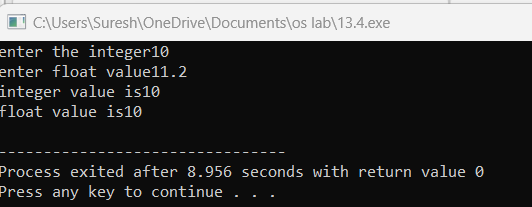 C:\Users\Suresh\OneDrive\Documents\os lab\13.4.exe
enter the integer10
enter float value11.2
integer value is10
float value is10
--------------------------------
Process exited after 8.956 seconds with return value 0
Press any key to continue . . .